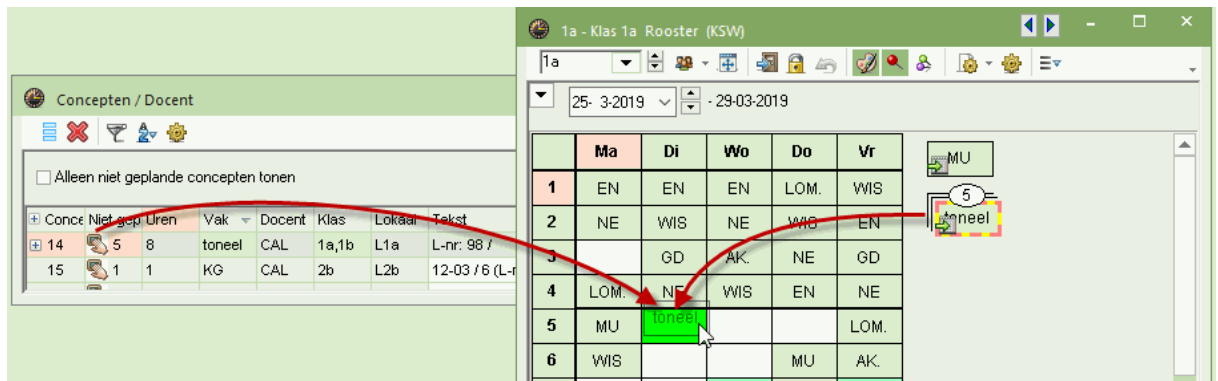 Concepten / Docent
Alleen niet geplande concepten tonen
Conce Niet gep Uren Vak Docent Klas Lokaal Tekst
14 5 8 toneel CAL 1a,1b L1a L-nr: 98 /
15 1 1 KG CAL 2b L2b 12-03 / 6 (L-r
1a - Klas 1a Rooster (KSW)
1a
25- 3-2019 - 29-03-2019
Ma Di Wo Do Vr
1 EN EN EN LOM. WIS
2 NE WIS NE WIS EN
3 GD AK. NE GD
4 LOM. NE WIS EN NE
5 MU toneel LOM.
6 WIS MU AK.
MU
5
toneel